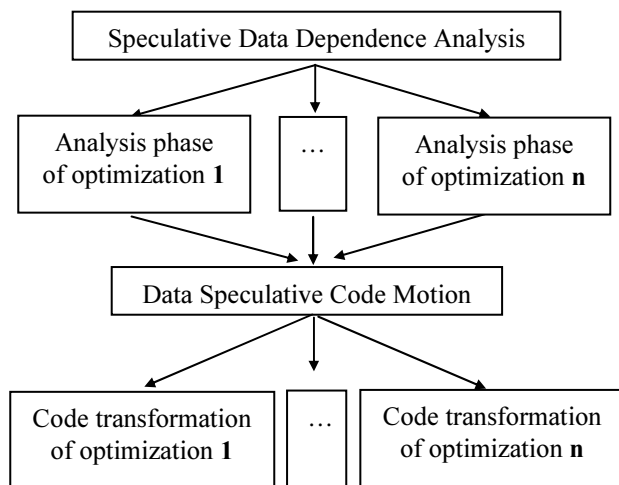 Speculative Data Dependence Analysis
Analysis phase
of optimization 1
…
Analysis phase
of optimization n
Data Speculative Code Motion
Code transformation
of optimization 1
…
Code transformation
of optimization n